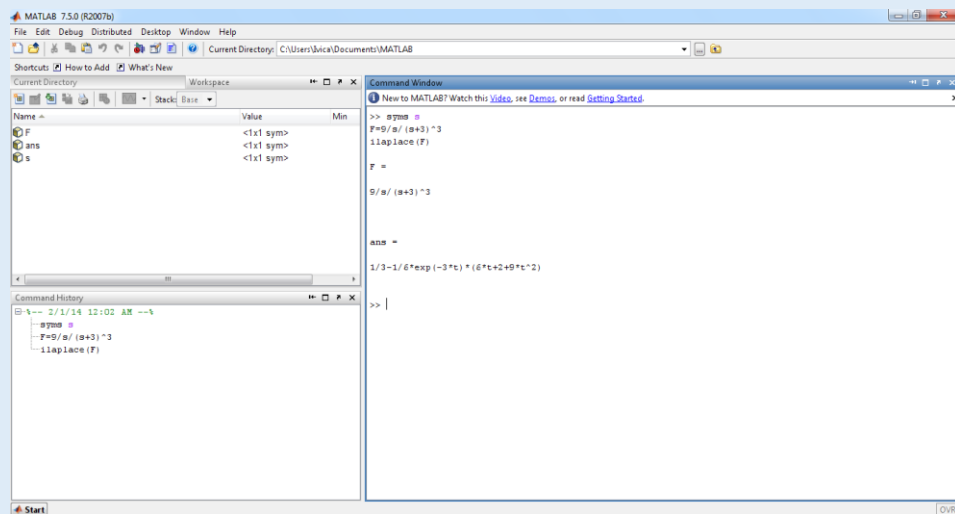 MATLAB 7.5.0 (R2007b)
File Edit Debug Distributed Desktop Window Help
Current Directory: C:\Users\Ivica\Documents\MATLAB
Shortcuts How to Add What's New
Current Directory Workspace
Stack: Base
Name Value Min
F <1x1 sym>
ans <1x1 sym>
s <1x1 sym>
Command History
%-- 2/1/14 12:02 AM --%
syms s
F=9/s/(s+3)^3
ilaplace(F)
Command Window
New to MATLAB? Watch this Video, see Demos, or read Getting Started.
>> syms s
F=9/s/(s+3)^3
ilaplace(F)
F =
9/s/(s+3)^3
ans =
1/3-1/6*exp(-3*t)*(6*t+2+9*t^2)
>>
Start
OVR